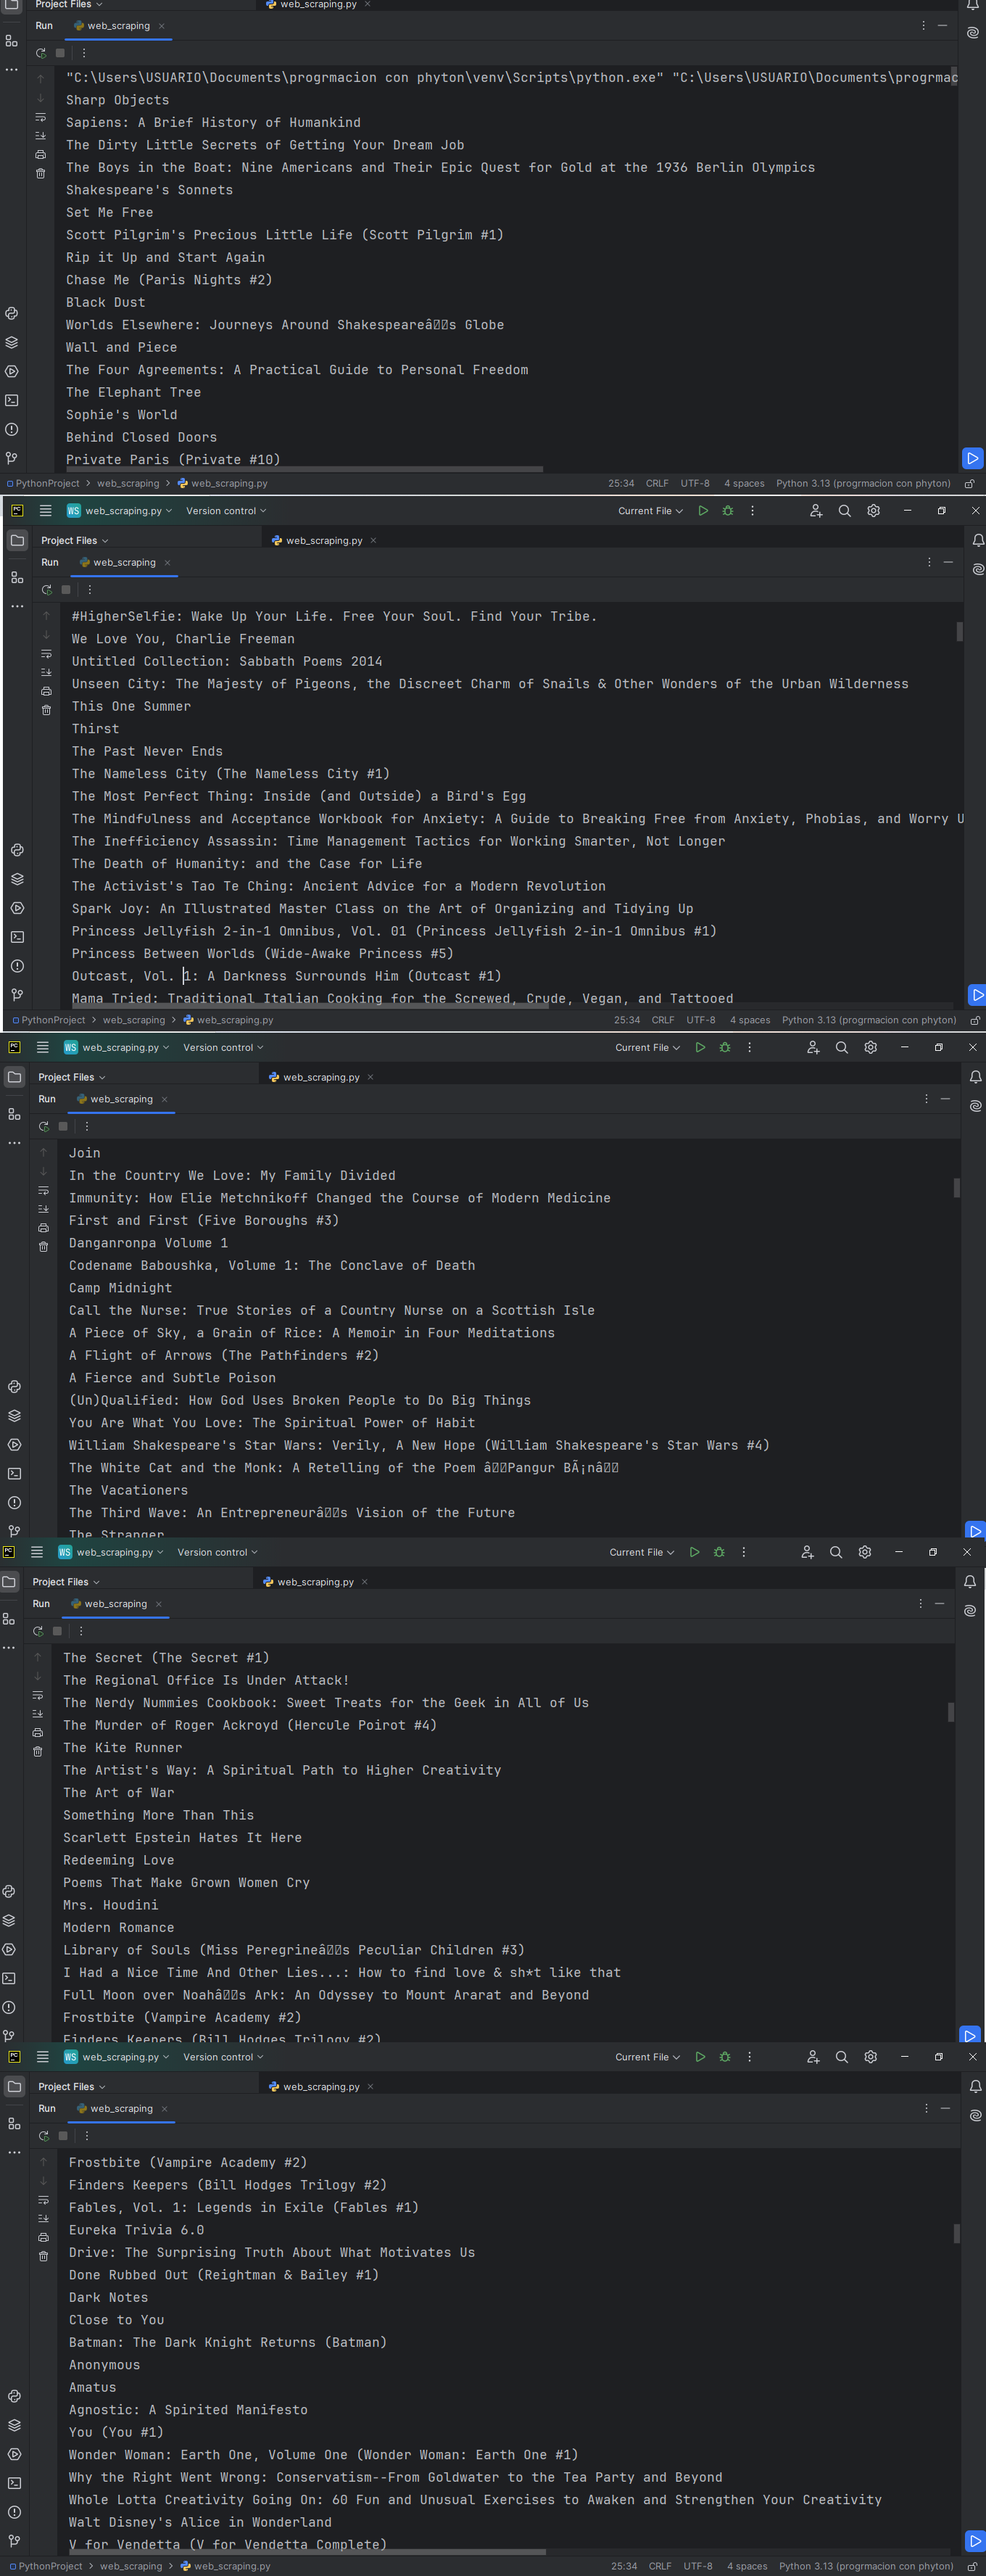 Project Files
web_scraping.py
Run web_scraping
"C:\Users\USUARIO\Documents\progrmacion con phyton\venv\Scripts\python.exe" "C:\Users\USUARIO\Documents\progrmac
Sharp Objects
Sapiens: A Brief History of Humankind
The Dirty Little Secrets of Getting Your Dream Job
The Boys in the Boat: Nine Americans and Their Epic Quest for Gold at the 1936 Berlin Olympics
Shakespeare's Sonnets
Set Me Free
Scott Pilgrim's Precious Little Life (Scott Pilgrim #1)
Rip it Up and Start Again
Chase Me (Paris Nights #2)
Black Dust
Worlds Elsewhere: Journeys Around Shakespeareâs Globe
Wall and Piece
The Four Agreements: A Practical Guide to Personal Freedom
The Elephant Tree
Sophie's World
Behind Closed Doors
Private Paris (Private #10)
PythonProject > web_scraping > web_scraping.py 25:34 CRLF UTF-8 4 spaces Python 3.13 (progrmacion con phyton)
PC WS web_scraping.py Version control Current File
Project Files web_scraping.py
Run web_scraping
#HigherSelfie: Wake Up Your Life. Free Your Soul. Find Your Tribe.
We Love You, Charlie Freeman
Untitled Collection: Sabbath Poems 2014
Unseen City: The Majesty of Pigeons, the Discreet Charm of Snails & Other Wonders of the Urban Wilderness
This One Summer
Thirst
The Past Never Ends
The Nameless City (The Nameless City #1)
The Most Perfect Thing: Inside (and Outside) a Bird's Egg
The Mindfulness and Acceptance Workbook for Anxiety: A Guide to Breaking Free from Anxiety, Phobias, and Worry U
The Inefficiency Assassin: Time Management Tactics for Working Smarter, Not Longer
The Death of Humanity: and the Case for Life
The Activist's Tao Te Ching: Ancient Advice for a Modern Revolution
Spark Joy: An Illustrated Master Class on the Art of Organizing and Tidying Up
Princess Jellyfish 2-in-1 Omnibus, Vol. 01 (Princess Jellyfish 2-in-1 Omnibus #1)
Princess Between Worlds (Wide-Awake Princess #5)
Outcast, Vol. 1: A Darkness Surrounds Him (Outcast #1)
Mama Tried: Traditional Italian Cooking for the Screwed, Crude, Vegan, and Tattooed
PythonProject > web_scraping > web_scraping.py 25:34 CRLF UTF-8 4 spaces Python 3.13 (progrmacion con phyton)
PC WS web_scraping.py Version control Current File
Project Files web_scraping.py
Run web_scraping
Join
In the Country We Love: My Family Divided
Immunity: How Elie Metchnikoff Changed the Course of Modern Medicine
First and First (Five Boroughs #3)
Danganronpa Volume 1
Codename Baboushka, Volume 1: The Conclave of Death
Camp Midnight
Call the Nurse: True Stories of a Country Nurse on a Scottish Isle
A Piece of Sky, a Grain of Rice: A Memoir in Four Meditations
A Flight of Arrows (The Pathfinders #2)
A Fierce and Subtle Poison
(Un)Qualified: How God Uses Broken People to Do Big Things
You Are What You Love: The Spiritual Power of Habit
William Shakespeare's Star Wars: Verily, A New Hope (William Shakespeare's Star Wars #4)
The White Cat and the Monk: A Retelling of the Poem âPangur BÃ¡nâ
The Vacationers
The Third Wave: An Entrepreneurâs Vision of the Future
The Stranger
PC WS web_scraping.py Version control Current File
Project Files web_scraping.py
Run web_scraping
The Secret (The Secret #1)
The Regional Office Is Under Attack!
The Nerdy Nummies Cookbook: Sweet Treats for the Geek in All of Us
The Murder of Roger Ackroyd (Hercule Poirot #4)
The Kite Runner
The Artist's Way: A Spiritual Path to Higher Creativity
The Art of War
Something More Than This
Scarlett Epstein Hates It Here
Redeeming Love
Poems That Make Grown Women Cry
Mrs. Houdini
Modern Romance
Library of Souls (Miss Peregrineâs Peculiar Children #3)
I Had a Nice Time And Other Lies...: How to find love & sh*t like that
Full Moon over Noahâs Ark: An Odyssey to Mount Ararat and Beyond
Frostbite (Vampire Academy #2)
Finders Keepers (Bill Hodges Trilogy #2)
PC WS web_scraping.py Version control Current File
Project Files web_scraping.py
Run web_scraping
Frostbite (Vampire Academy #2)
Finders Keepers (Bill Hodges Trilogy #2)
Fables, Vol. 1: Legends in Exile (Fables #1)
Eureka Trivia 6.0
Drive: The Surprising Truth About What Motivates Us
Done Rubbed Out (Reightman & Bailey #1)
Dark Notes
Close to You
Batman: The Dark Knight Returns (Batman)
Anonymous
Amatus
Agnostic: A Spirited Manifesto
You (You #1)
Wonder Woman: Earth One, Volume One (Wonder Woman: Earth One #1)
Why the Right Went Wrong: Conservatism--From Goldwater to the Tea Party and Beyond
Whole Lotta Creativity Going On: 60 Fun and Unusual Exercises to Awaken and Strengthen Your Creativity
Walt Disney's Alice in Wonderland
V for Vendetta (V for Vendetta Complete)
PythonProject > web_scraping > web_scraping.py 25:34 CRLF UTF-8 4 spaces Python 3.13 (progrmacion con phyton)